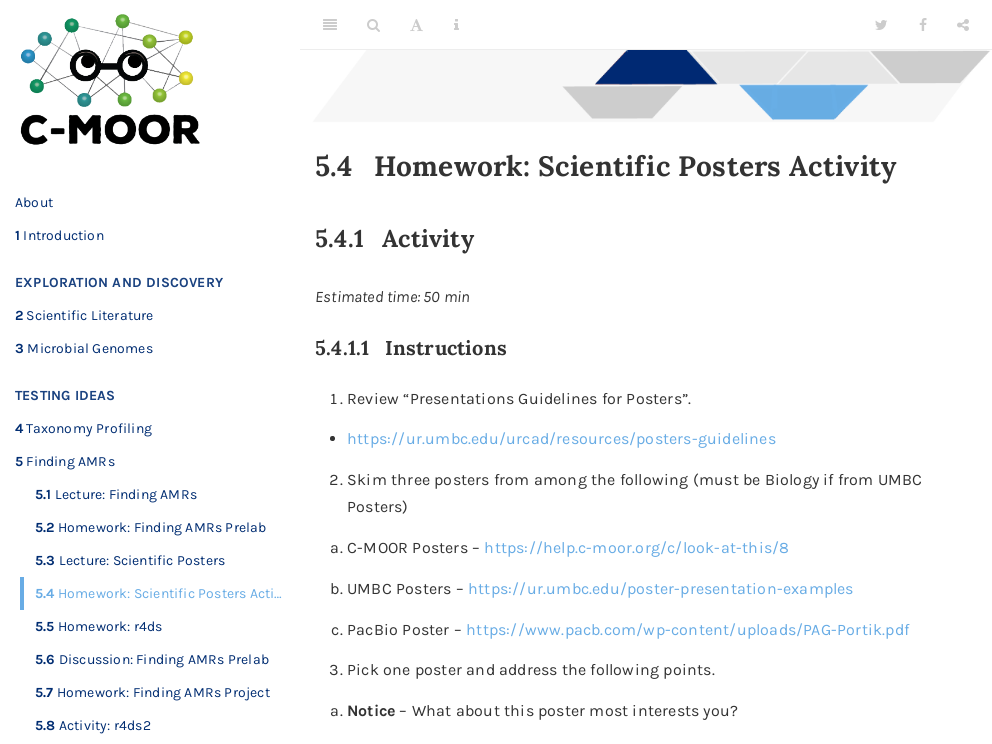 C-MOOR
About
1 Introduction
EXPLORATION AND DISCOVERY
2 Scientific Literature
3 Microbial Genomes
TESTING IDEAS
4 Taxonomy Profiling
5 Finding AMRs
5.1 Lecture: Finding AMRs
5.2 Homework: Finding AMRs Prelab
5.3 Lecture: Scientific Posters
5.4 Homework: Scientific Posters Acti…
5.5 Homework: r4ds
5.6 Discussion: Finding AMRs Prelab
5.7 Homework: Finding AMRs Project
5.8 Activity: r4ds2
5.4 Homework: Scientific Posters Activity
5.4.1 Activity
Estimated time: 50 min
5.4.1.1 Instructions
1. Review “Presentations Guidelines for Posters”.
• https://ur.umbc.edu/urcad/resources/posters-guidelines
2. Skim three posters from among the following (must be Biology if from UMBC
Posters)
a. C-MOOR Posters – https://help.c-moor.org/c/look-at-this/8
b. UMBC Posters – https://ur.umbc.edu/poster-presentation-examples
c. PacBio Poster – https://www.pacb.com/wp-content/uploads/PAG-Portik.pdf
3. Pick one poster and address the following points.
a. Notice – What about this poster most interests you?